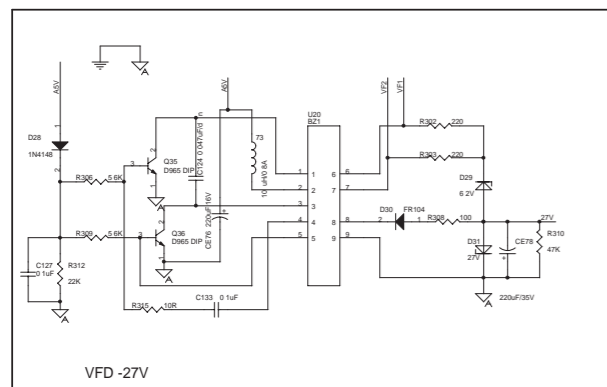 A5V
A5V
VF2
VF1
A
D28
1N4148
1
2
R306
5 6K
3
2
1
Q35
D965 DIP
A
C124 0 047uF/d
c
73
10 uH/0 8A
CE76 220uF/16V
U20
BZ1
1
2
3
4
5
6
7
8
9
R302
220
R303
220
D29
6 2V
D30
FR104
2
1
R308
100
27V
D31
27V
CE78
220uF/35V
R310
47K
A
R309
5 6K
3
2
1
Q36
D965 DIP
A
C127
0 1uF
R312
22K
A
R315
10R
C133
0 1uF
VFD -27V